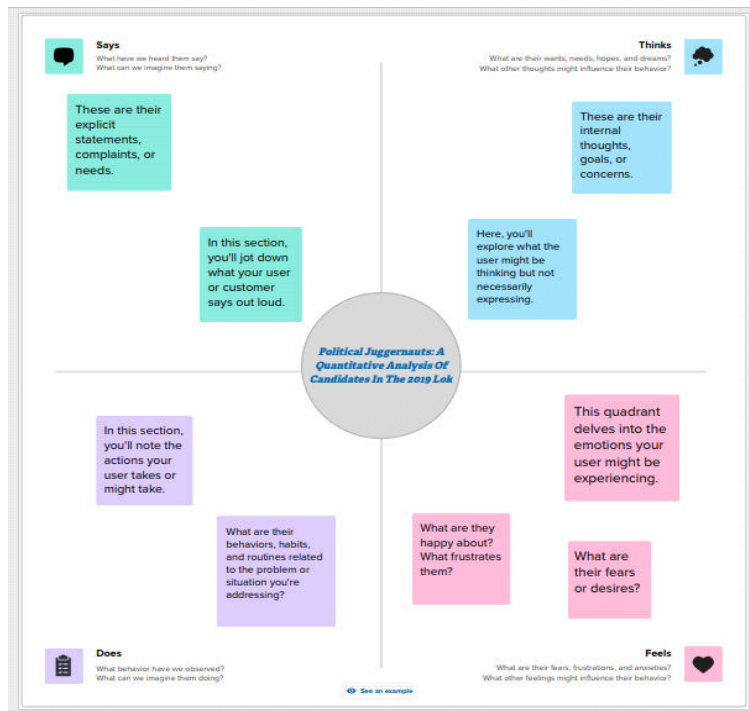 Says
What have we heard them say?
What can we imagine them saying?
Thinks
What are their wants, needs, hopes, and dreams?
What other thoughts might influence their behavior?
These are their
explicit
statements,
complaints, or
needs.
These are their
internal
thoughts,
goals, or
concerns.
In this section,
you'll jot down
what your user
or customer
says out loud.
Here, you'll
explore what the
user might be
thinking but not
necessarily
expressing.
Political Juggernauts: A
Quantitative Analysis Of
Candidates In The 2019 Lok
In this section,
you'll note the
actions your
user takes or
might take.
This quadrant
delves into the
emotions your
user might be
experiencing.
What are their
behaviors, habits,
and routines related
to the problem or
situation you're
addressing?
What are they
happy about?
What frustrates
them?
What are
their fears
or desires?
Does
What behavior have we observed?
What can we imagine them doing?
Feels
What are their fears, frustrations, and anxieties?
What other feelings might influence their behavior?
See an example